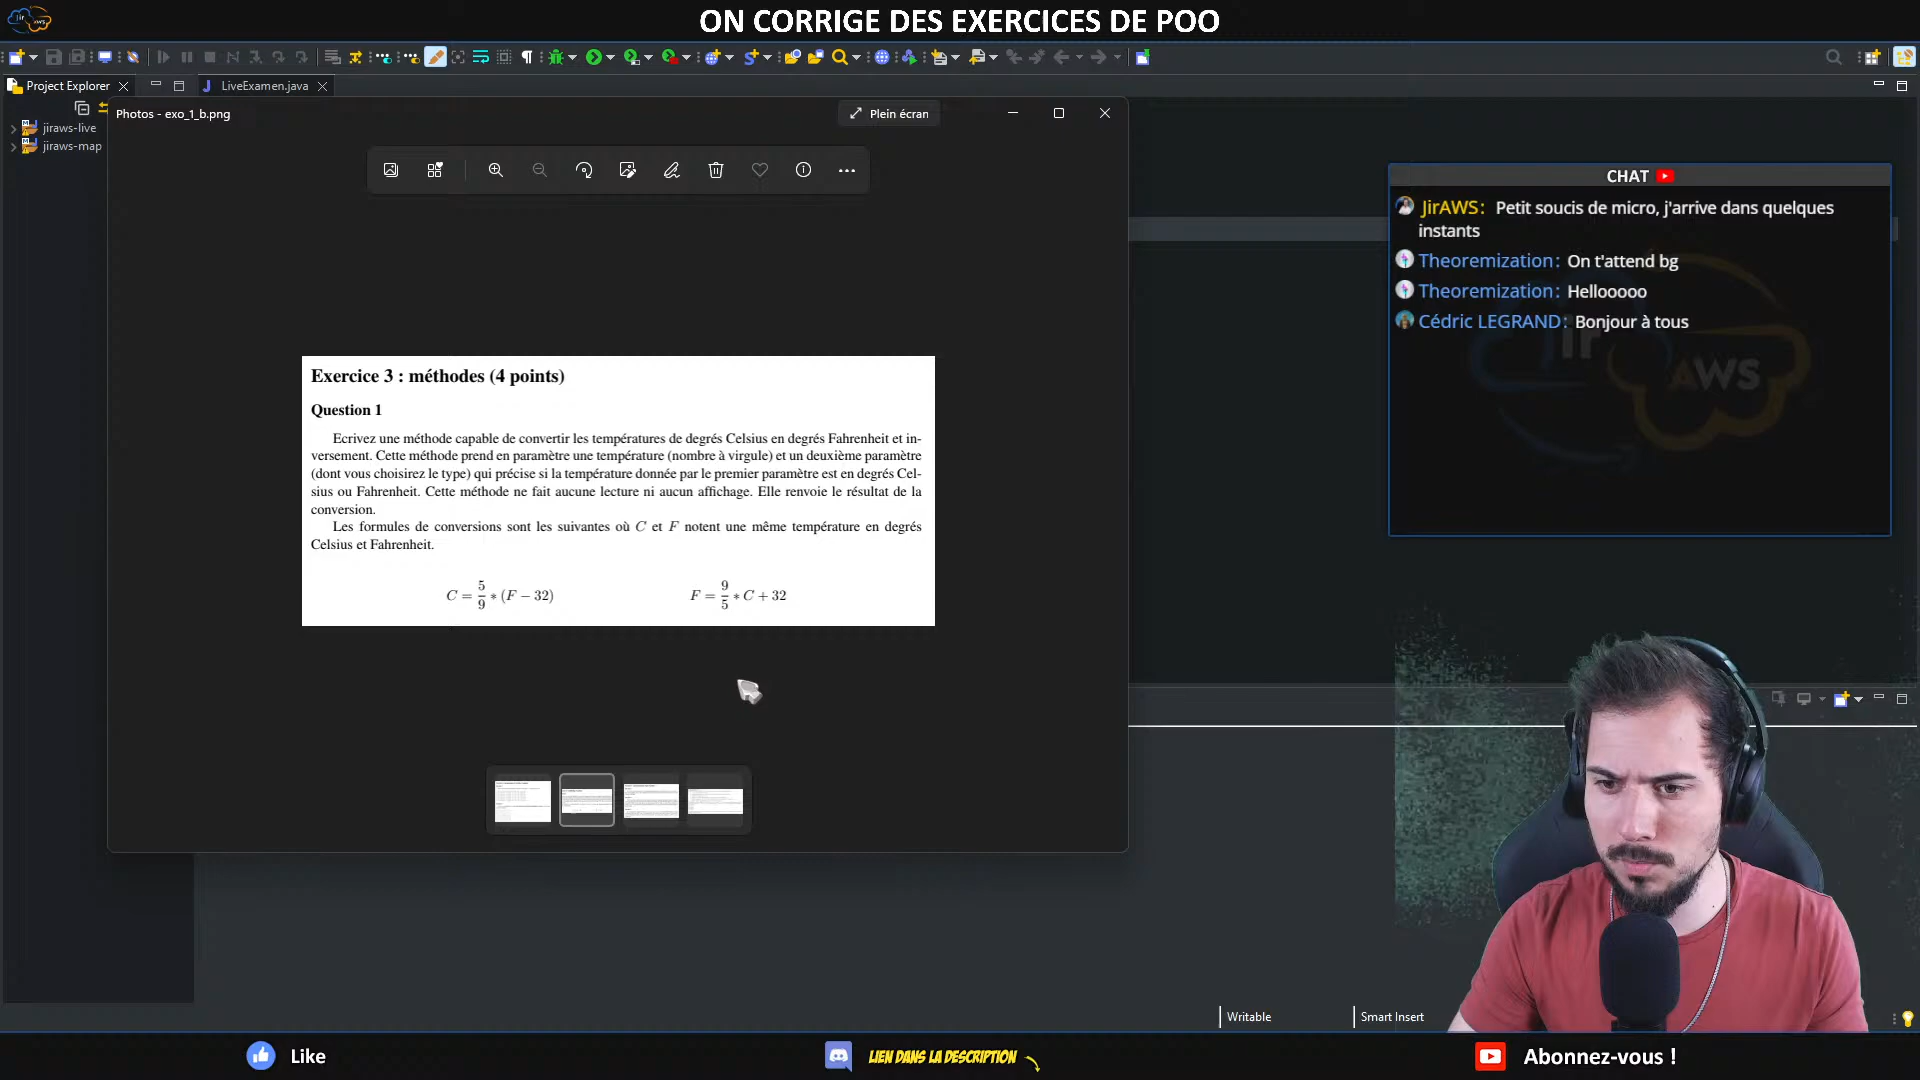 ON CORRIGE DES EXERCICES DE POO
Project Explorer
LiveExamen.java
jiraws-live
jiraws-map
Photos - exo_1_b.png
Plein écran
Exercice 3 : méthodes (4 points)
Question 1
Ecrivez une méthode capable de convertir les températures de degrés Celsius en degrés Fahrenheit et in-
versement. Cette méthode prend en paramètre une température (nombre à virgule) et un deuxième paramètre
(dont vous choisirez le type) qui précise si la température donnée par le premier paramètre est en degrés Cel-
sius ou Fahrenheit. Cette méthode ne fait aucune lecture ni aucun affichage. Elle renvoie le résultat de la
conversion.
Les formules de conversions sont les suivantes où C et F notent une même température en degrés
Celsius et Fahrenheit.
C = 5/9 * (F − 32)
F = 9/5 * C + 32
CHAT
JirAWS: Petit soucis de micro, j'arrive dans quelques
instants
Theoremization: On t'attend bg
Theoremization: Hellooooo
Cédric LEGRAND: Bonjour à tous
Jir
AWS
Writable
Smart Insert
Like
LIEN DANS LA DESCRIPTION
Abonnez-vous !